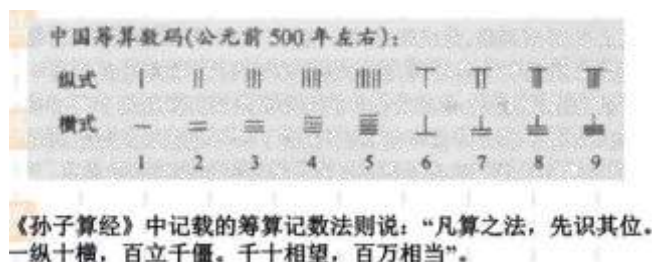 中国筹算数码(公元前500年左右):
纵式
横式
1 2 3 4 5 6 7 8 9
《孙子算经》中记载的筹算记数法则说:“凡算之法,先识其位。
一纵十横,百立千僵。千十相望,百万相当”。